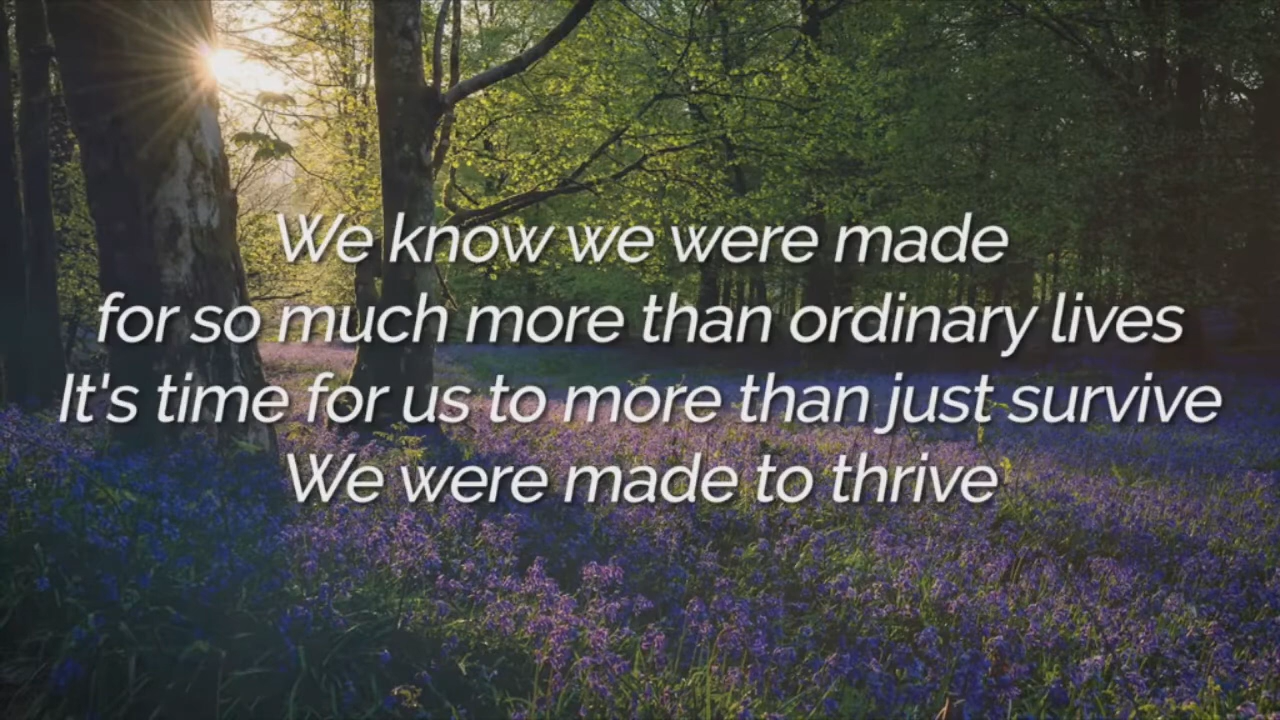 We know we were made
for so much more than ordinary lives
It's time for us to more than just survive
We were made to thrive